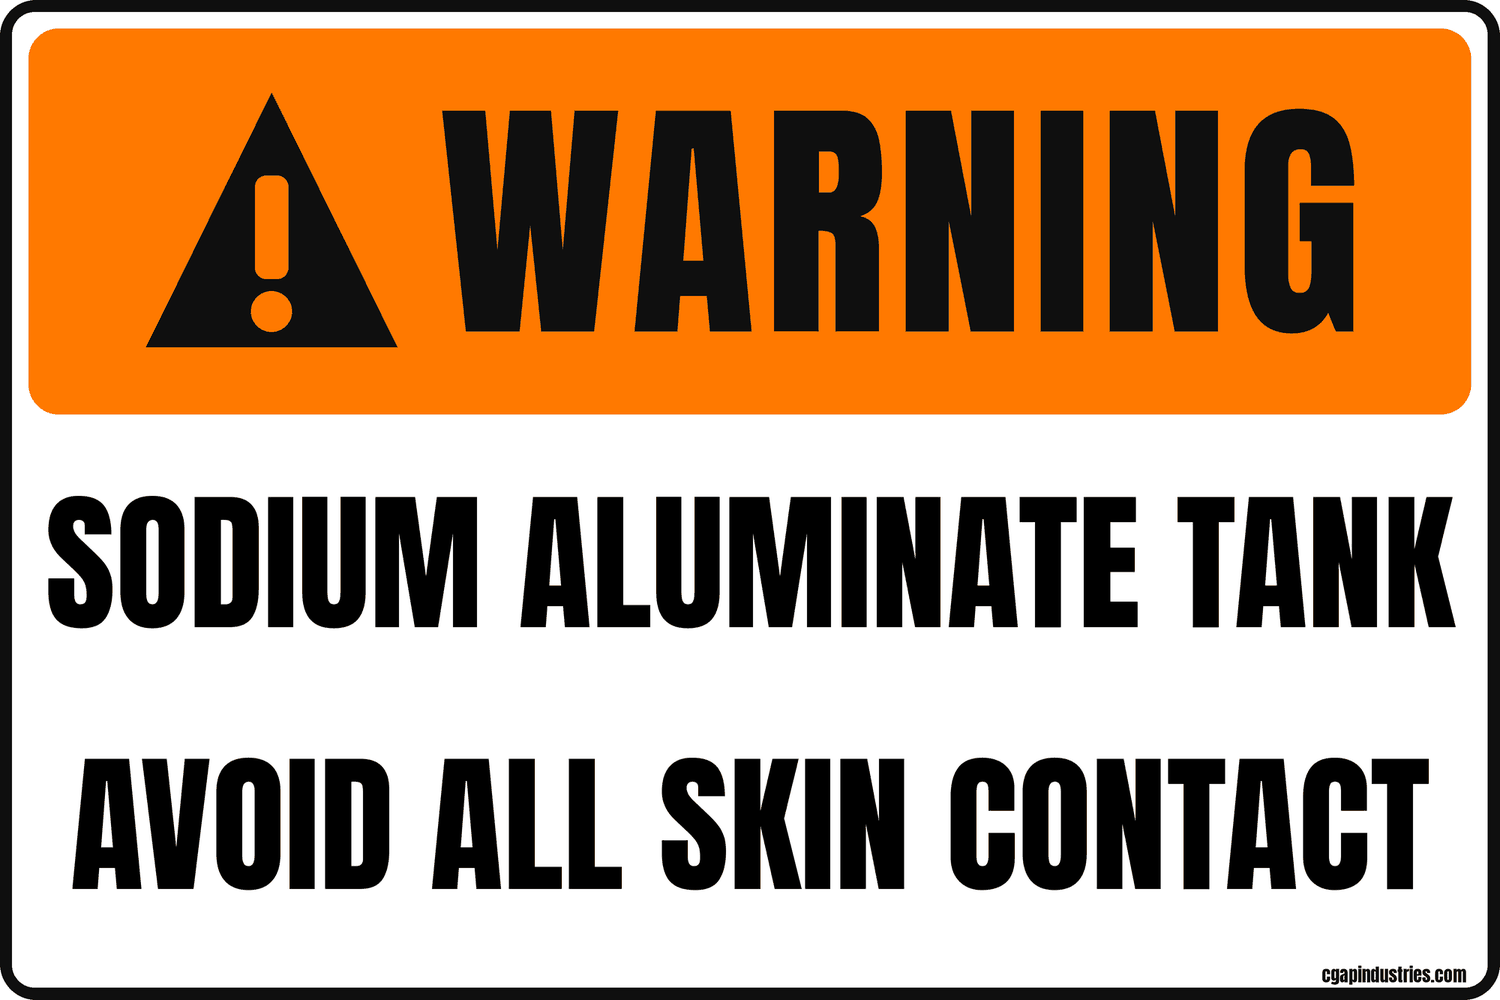 WARNING
SODIUM ALUMINATE TANK
AVOID ALL SKIN CONTACT
cgapindustries.com